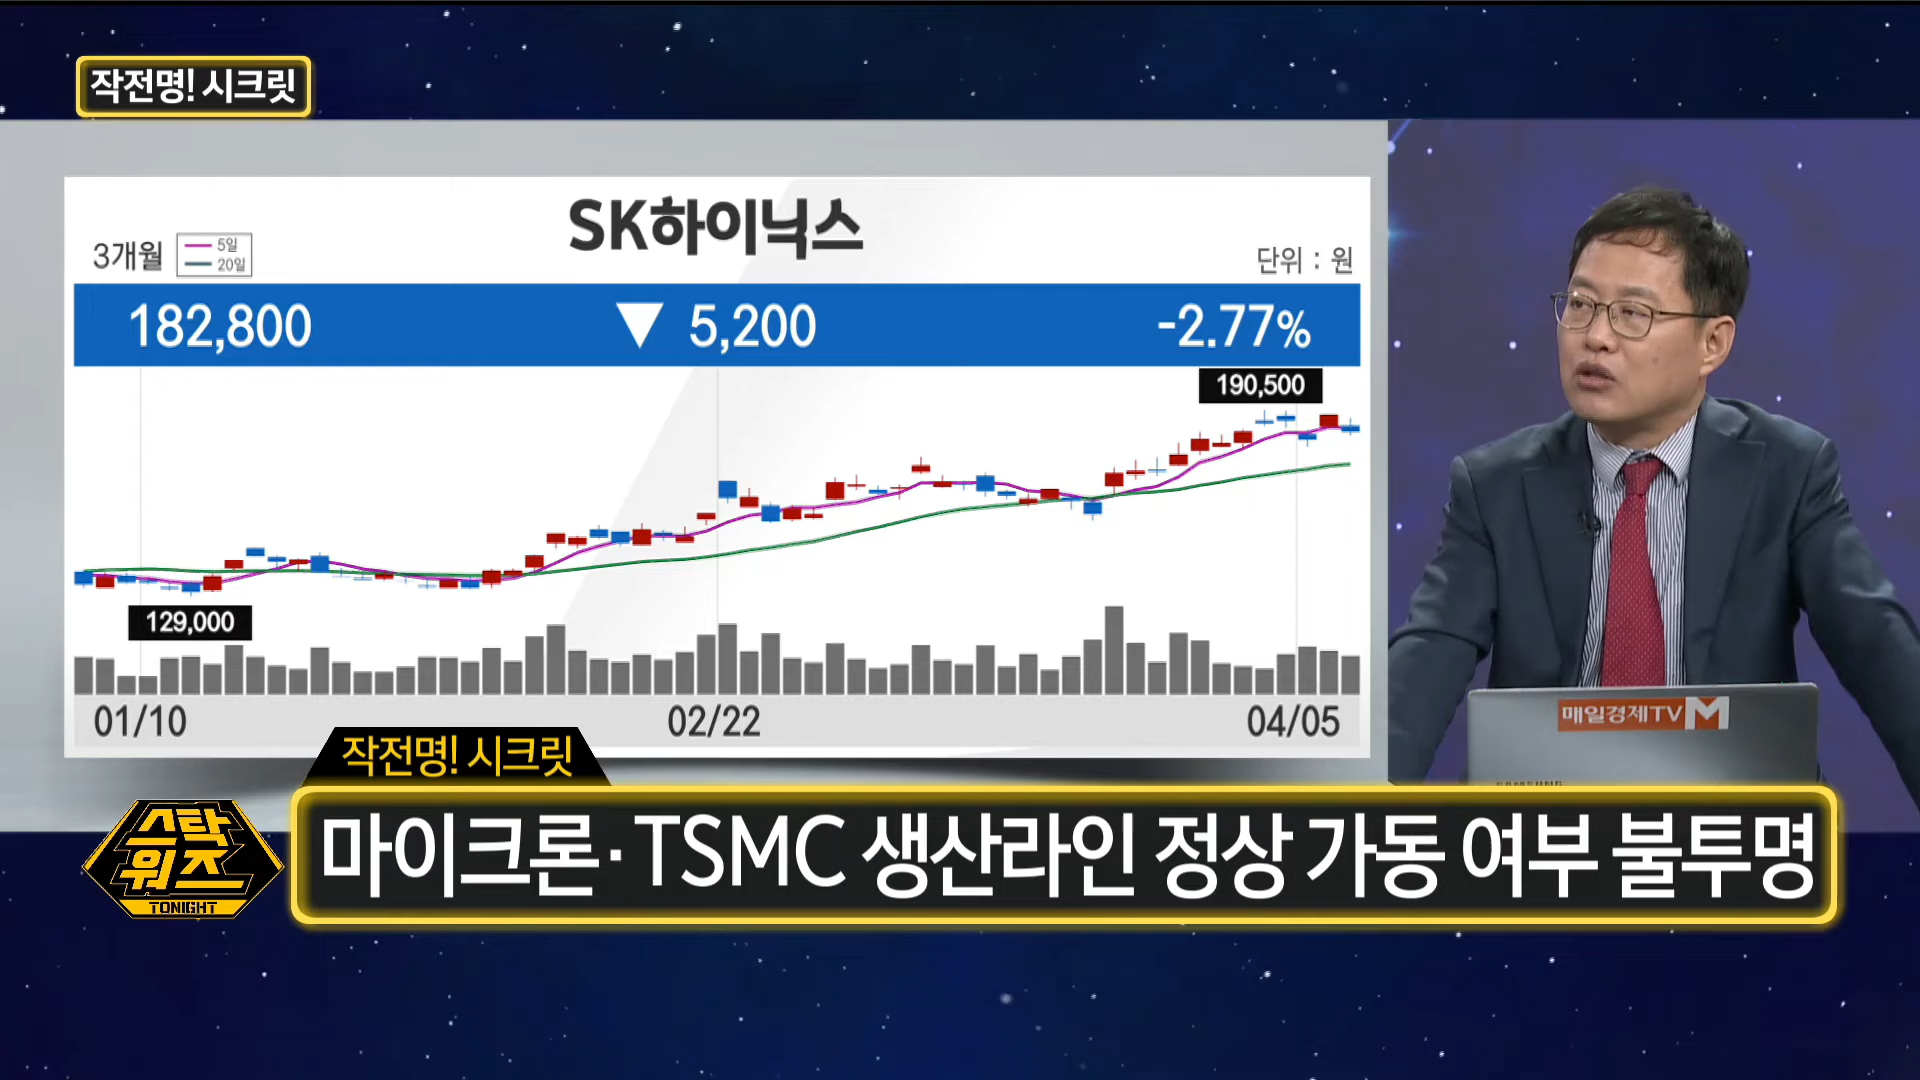 작전명! 시크릿
SK하이닉스
3개월
5일
20일
단위 : 원
182,800 ▼ 5,200 -2.77%
190,500
129,000
01/10 02/22 04/05
매일경제TV M
작전명! 시크릿
스탁
워즈
TONIGHT
마이크론·TSMC 생산라인 정상 가동 여부 불투명